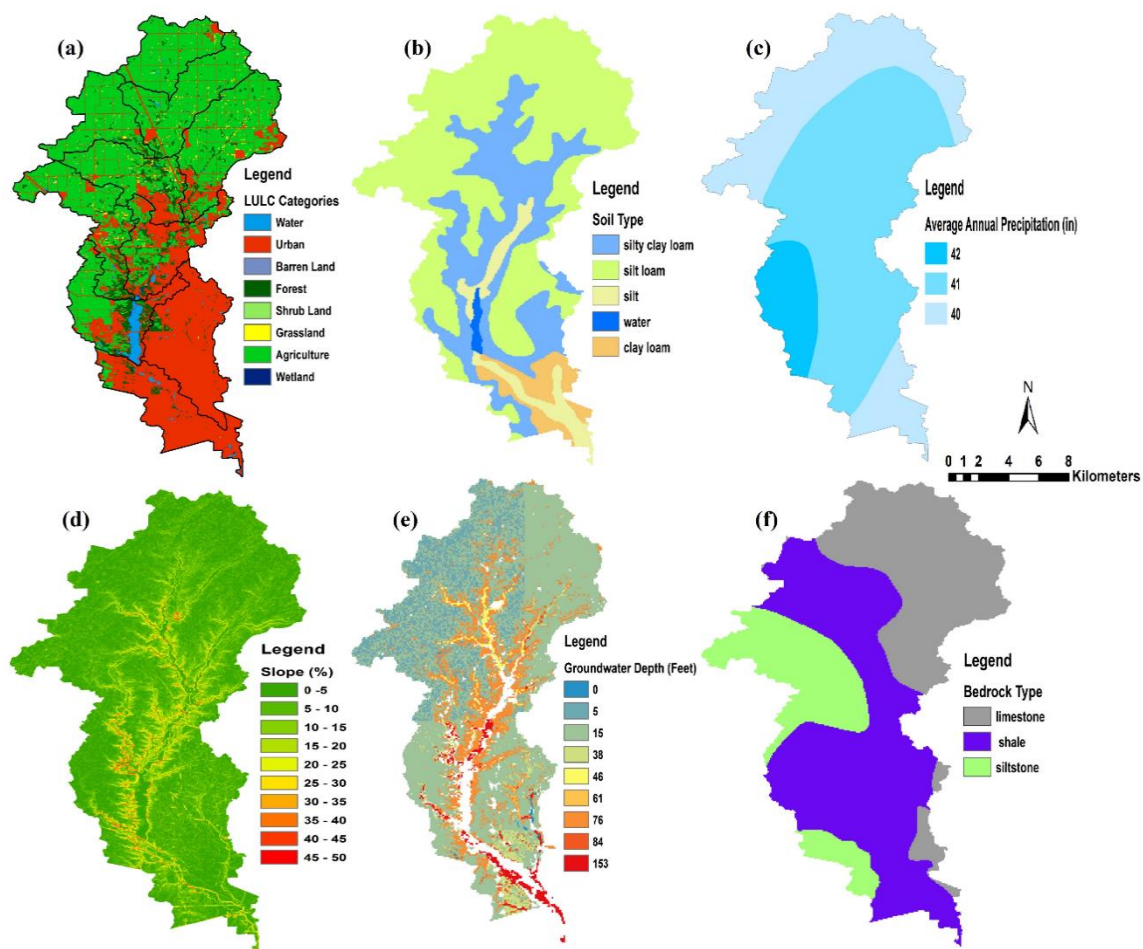 (a)
Legend
LULC Categories
Water
Urban
Barren Land
Forest
Shrub Land
Grassland
Agriculture
Wetland
(b)
Legend
Soil Type
silty clay loam
silt loam
silt
water
clay loam
(c)
Legend
Average Annual Precipitation (in)
42
41
40
N
0 1 2 4 6 8
Kilometers
(d)
Legend
Slope (%)
0 -5
5 - 10
10 - 15
15 - 20
20 - 25
25 - 30
30 - 35
35 - 40
40 - 45
45 - 50
(e)
Legend
Groundwater Depth (Feet)
0
5
15
38
46
61
76
84
153
(f)
Legend
Bedrock Type
limestone
shale
siltstone